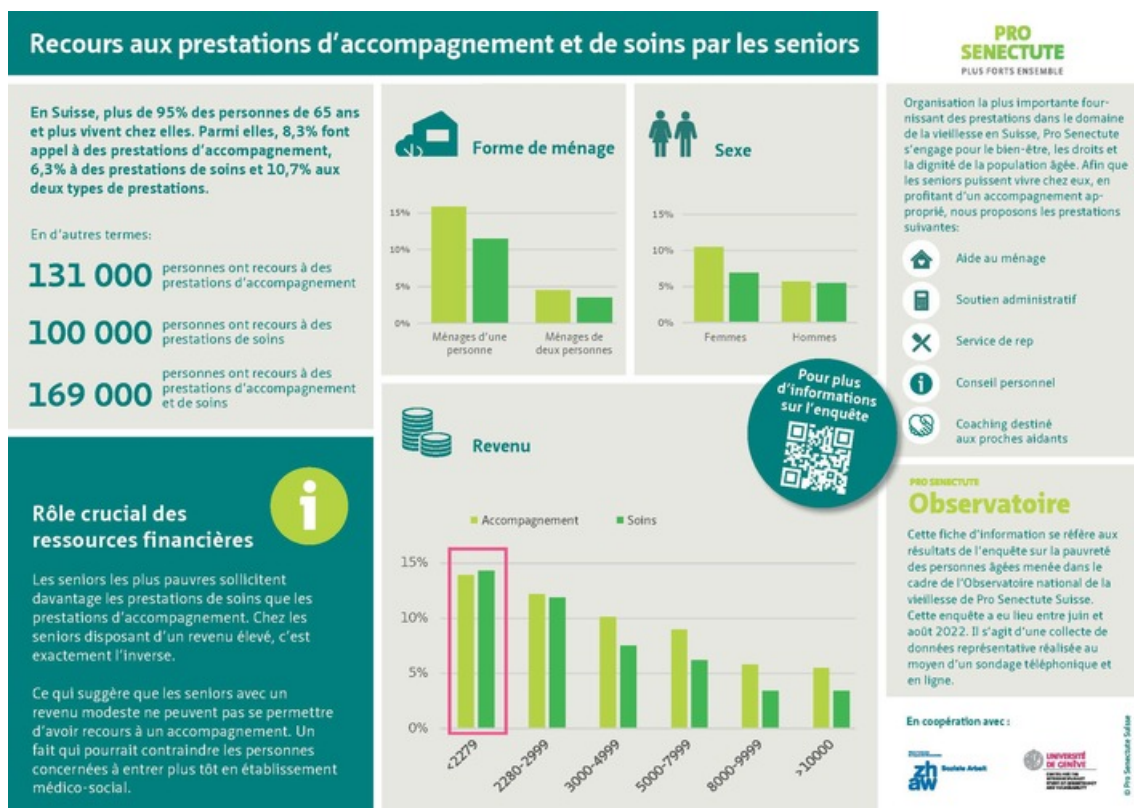 Recours aux prestations d'accompagnement et de soins par les seniors
PRO
SENECTUTE
PLUS FORTS ENSEMBLE
En Suisse, plus de 95% des personnes de 65 ans
et plus vivent chez elles. Parmi elles, 8,3% font
appel à des prestations d'accompagnement,
6,3% à des prestations de soins et 10,7% aux
deux types de prestations.
En d'autres termes:
131 000 personnes ont recours à des
prestations d'accompagnement
100 000 personnes ont recours à des
prestations de soins
169 000 personnes ont recours à des
prestations d'accompagnement
et de soins
Rôle crucial des
ressources financières
Les seniors les plus pauvres sollicitent
davantage les prestations de soins que les
prestations d'accompagnement. Chez les
seniors disposant d'un revenu élevé, c'est
exactement l'inverse.
Ce qui suggère que les seniors avec un
revenu modeste ne peuvent pas se permettre
d'avoir recours à un accompagnement. Un
fait qui pourrait contraindre les personnes
concernées à entrer plus tôt en établissement
médico-social.
Forme de ménage
15%
10%
5%
0%
Ménages d'une
personne
Ménages de
deux personnes
Sexe
15%
10%
5%
0%
Femmes
Hommes
Pour plus
d'informations
sur l'enquête
Revenu
Accompagnement
Soins
15%
10%
5%
0%
<2279
2280-2999
3000-4999
5000-7999
8000-9999
>10000
Organisation la plus importante four-
nissant des prestations dans le domaine
de la vieillesse en Suisse, Pro Senectute
s'engage pour le bien-être, les droits et
la dignité de la population âgée. Afin que
les seniors puissent vivre chez eux, en
profitant d'un accompagnement ap-
proprié, nous proposons les prestations
suivantes:
Aide au ménage
Soutien administratif
Service de rep
Conseil personnel
Coaching destiné
aux proches aidants
PRO SENECTUTE
Observatoire
Cette fiche d'information se réfère aux
résultats de l'enquête sur la pauvreté
des personnes âgées menée dans le
cadre de l'Observatoire national de la
vieillesse de Pro Senectute Suisse.
Cette enquête a eu lieu entre juin et
août 2022. Il s'agit d'une collecte de
données représentative réalisée au
moyen d'un sondage téléphonique et
en ligne.
En coopération avec :
zh
aw
Soziale Arbeit
UNIVERSITÉ
DE GENÈVE
© Pro Senectute Suisse